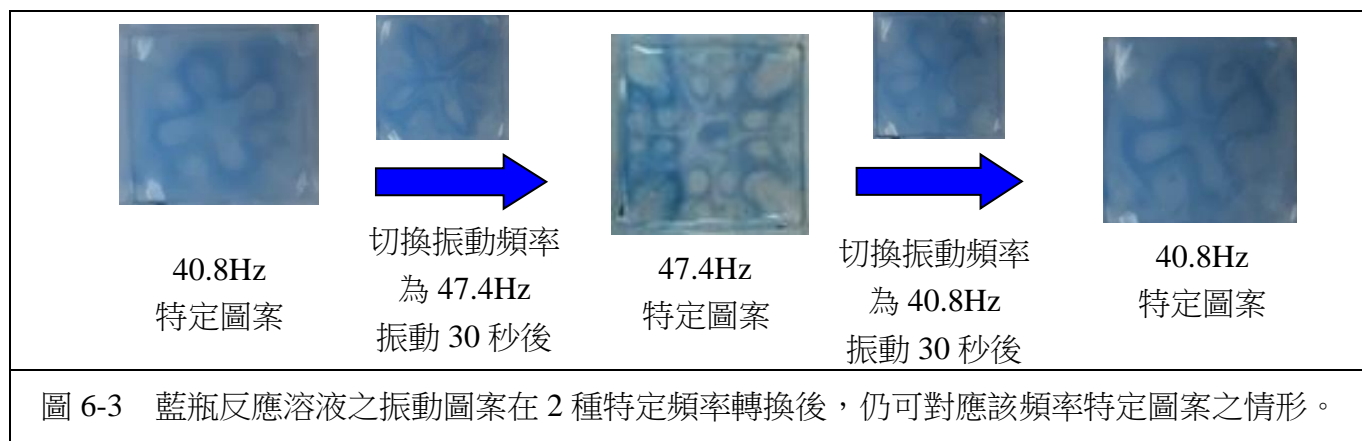 40.8Hz
特定圖案
切換振動頻率
為 47.4Hz
振動 30 秒後
47.4Hz
特定圖案
切換振動頻率
為 40.8Hz
振動 30 秒後
40.8Hz
特定圖案
圖 6-3 藍瓶反應溶液之振動圖案在 2 種特定頻率轉換後，仍可對應該頻率特定圖案之情形。